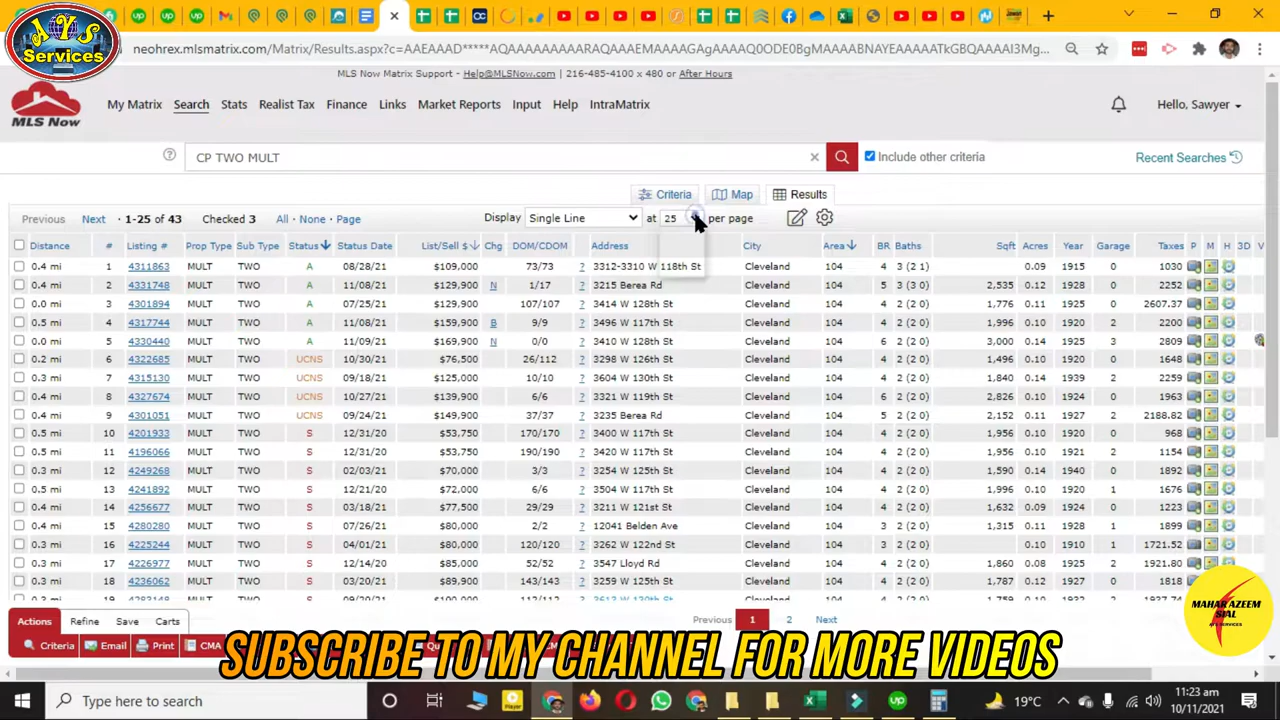 AYS
Services
neohrex.mlsmatrix.com/Matrix/Results.aspx?c=AAEAAAD*****AQAAAAAAAAARAQAAAEMAAAAGAgAAAAQ0ODE0BgMAAAABNAYEAAAAATkGBQAAAAI3Mg...
MLS Now Matrix Support - Help@MLSNow.com | 216-485-4100 x 480 or After Hours
MLS Now
My Matrix Search Stats Realist Tax Finance Links Market Reports Input Help IntraMatrix Hello, Sawyer
CP TWO MULT Include other criteria Recent Searches
Criteria Map Results
Previous Next · 1-25 of 43 Checked 3 All · None · Page Display Single Line at 25 per page
Distance # Listing # Prop Type Sub Type Status Status Date List/Sell $ Chg DOM/CDOM Address City Area BR Baths Sqft Acres Year Garage Taxes P M H 3D V
0.4 mi 1 4311863 MULT TWO A 08/28/21 $109,000 73/73 ? 3312-3310 W 118th St Cleveland 104 4 3 (2 1) 0.09 1915 0 1030
0.4 mi 2 4331748 MULT TWO A 11/08/21 $129,900 N 1/17 ? 3215 Berea Rd Cleveland 104 5 3 (3 0) 2,535 0.12 1928 0 2252
0.0 mi 3 4301894 MULT TWO A 07/25/21 $129,900 107/107 ? 3414 W 128th St Cleveland 104 4 2 (2 0) 1,776 0.11 1925 0 2607.37
0.5 mi 4 4317744 MULT TWO A 11/08/21 $159,900 B 9/9 ? 3496 W 117th St Cleveland 104 4 2 (2 0) 1,996 0.10 1920 2 2200
0.0 mi 5 4330440 MULT TWO A 11/09/21 $169,900 N 0/0 ? 3410 W 128th St Cleveland 104 6 2 (2 0) 3,000 0.14 1925 3 2809
0.2 mi 6 4322685 MULT TWO UCNS 10/30/21 $76,500 26/112 ? 3298 W 126th St Cleveland 104 4 2 (2 0) 1,496 0.10 1920 0 1648
0.3 mi 7 4315130 MULT TWO UCNS 09/18/21 $125,000 10/10 ? 3604 W 130th St Cleveland 104 4 2 (2 0) 1,840 0.14 1939 2 2259
0.4 mi 8 4327674 MULT TWO UCNS 10/27/21 $139,900 6/6 ? 3321 W 119th St Cleveland 104 6 2 (2 0) 2,826 0.10 1924 0 1963
0.4 mi 9 4301051 MULT TWO UCNS 09/24/21 $149,900 37/37 ? 3235 Berea Rd Cleveland 104 5 2 (2 0) 2,152 0.11 1927 2 2188.82
0.5 mi 10 4201933 MULT TWO S 12/31/20 $53,750 170/170 ? 3400 W 117th St Cleveland 104 4 2 (2 0) 1,956 0.10 1920 2 968
0.5 mi 11 4196066 MULT TWO S 12/31/20 $53,750 190/190 ? 3420 W 117th St Cleveland 104 4 2 (2 0) 1,956 0.10 1921 2 1154
0.3 mi 12 4249268 MULT TWO S 02/03/21 $70,000 3/3 ? 3254 W 125th St Cleveland 104 4 2 (2 0) 1,590 0.14 1940 0 1892
0.5 mi 13 4241892 MULT TWO S 12/21/20 $72,000 6/6 ? 3504 W 117th St Cleveland 104 4 2 (2 0) 1,996 0.10 1920 1 1676
0.4 mi 14 4256677 MULT TWO S 03/18/21 $77,500 29/29 ? 3211 W 121st St Cleveland 104 4 2 (2 0) 1,632 0.09 1924 0 1223
0.4 mi 15 4280280 MULT TWO S 07/26/21 $80,000 2/2 ? 12041 Belden Ave Cleveland 104 4 2 (2 0) 1,315 0.11 1928 1 1899
0.3 mi 16 4225244 MULT TWO S 04/01/21 $80,000 120/120 ? 3262 W 122nd St Cleveland 104 3 2 (2 0) 0.10 1910 1 1721.52
0.3 mi 17 4226977 MULT TWO S 12/14/20 $85,000 52/52 ? 3547 Lloyd Rd Cleveland 104 4 2 (2 0) 1,860 0.08 1925 2 1921.80
0.3 mi 18 4236062 MULT TWO S 03/20/21 $89,900 143/143 ? 3259 W 125th St Cleveland 104 4 2 (2 0) 1,787 0.12 1927 0 1818
Actions Refine Save Carts Previous 1 2 Next
Criteria Email Print CMA
SUBSCRIBE TO MY CHANNEL FOR MORE VIDEOS
MAHAR AZEEM
SIAL
AYS SERVICES
Type here to search 19°C 11:23 am
10/11/2021